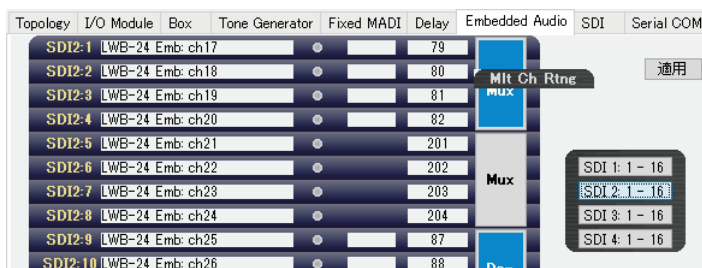 Topology I/O Module Box Tone Generator Fixed MADI Delay Embedded Audio SDI Serial COM
SDI2:1 LWB-24 Emb: ch17 79
SDI2:2 LWB-24 Emb: ch18 80 Mlt Ch Rtng 適用
SDI2:3 LWB-24 Emb: ch19 81 Mux
SDI2:4 LWB-24 Emb: ch20 82
SDI2:5 LWB-24 Emb: ch21 201
SDI2:6 LWB-24 Emb: ch22 202 SDI 1: 1 - 16
Mux
SDI2:7 LWB-24 Emb: ch23 203 SDI 2: 1 - 16
SDI2:8 LWB-24 Emb: ch24 204 SDI 3: 1 - 16
SDI2:9 LWB-24 Emb: ch25 87 SDI 4: 1 - 16
SDI2:10 LWB-24 Emb: ch26 88